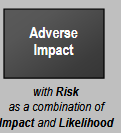 Adverse
Impact
with Risk
as a combination of
Impact and Likelihood